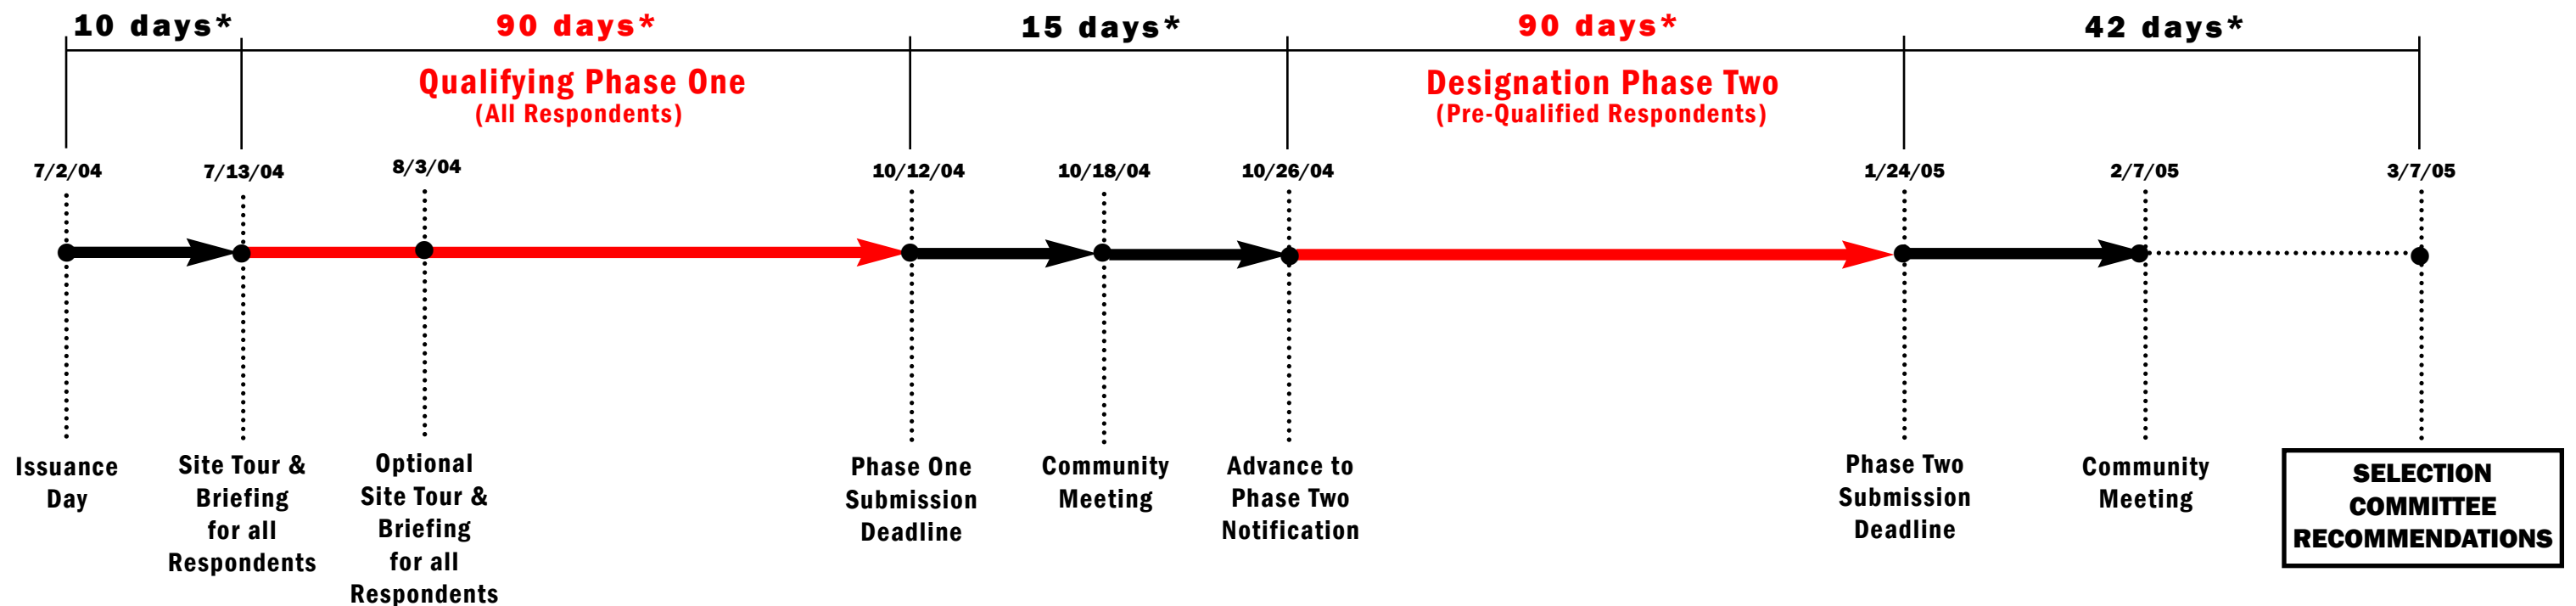 10 days*
90 days*
15 days*
90 days*
42 days*
Qualifying Phase One
(All Respondents)
Designation Phase Two
(Pre-Qualified Respondents)
7/2/04
7/13/04
8/3/04
10/12/04
10/18/04
10/26/04
1/24/05
2/7/05
3/7/05
Issuance
Day
Site Tour &
Briefing
for all
Respondents
Optional
Site Tour &
Briefing
for all
Respondents
Phase One
Submission
Deadline
Community
Meeting
Advance to
Phase Two
Notification
Phase Two
Submission
Deadline
Community
Meeting
SELECTION
COMMITTEE
RECOMMENDATIONS